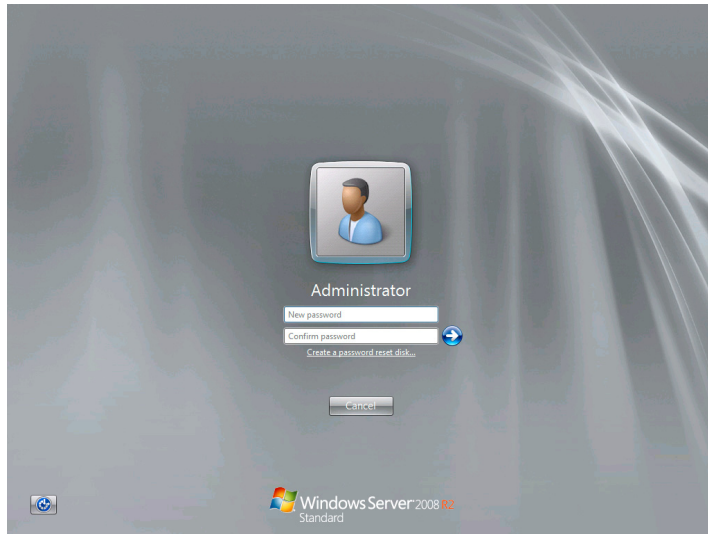 Administrator
New password
Confirm password
Create a password reset disk...
Cancel
Windows Server 2008 R2
Standard